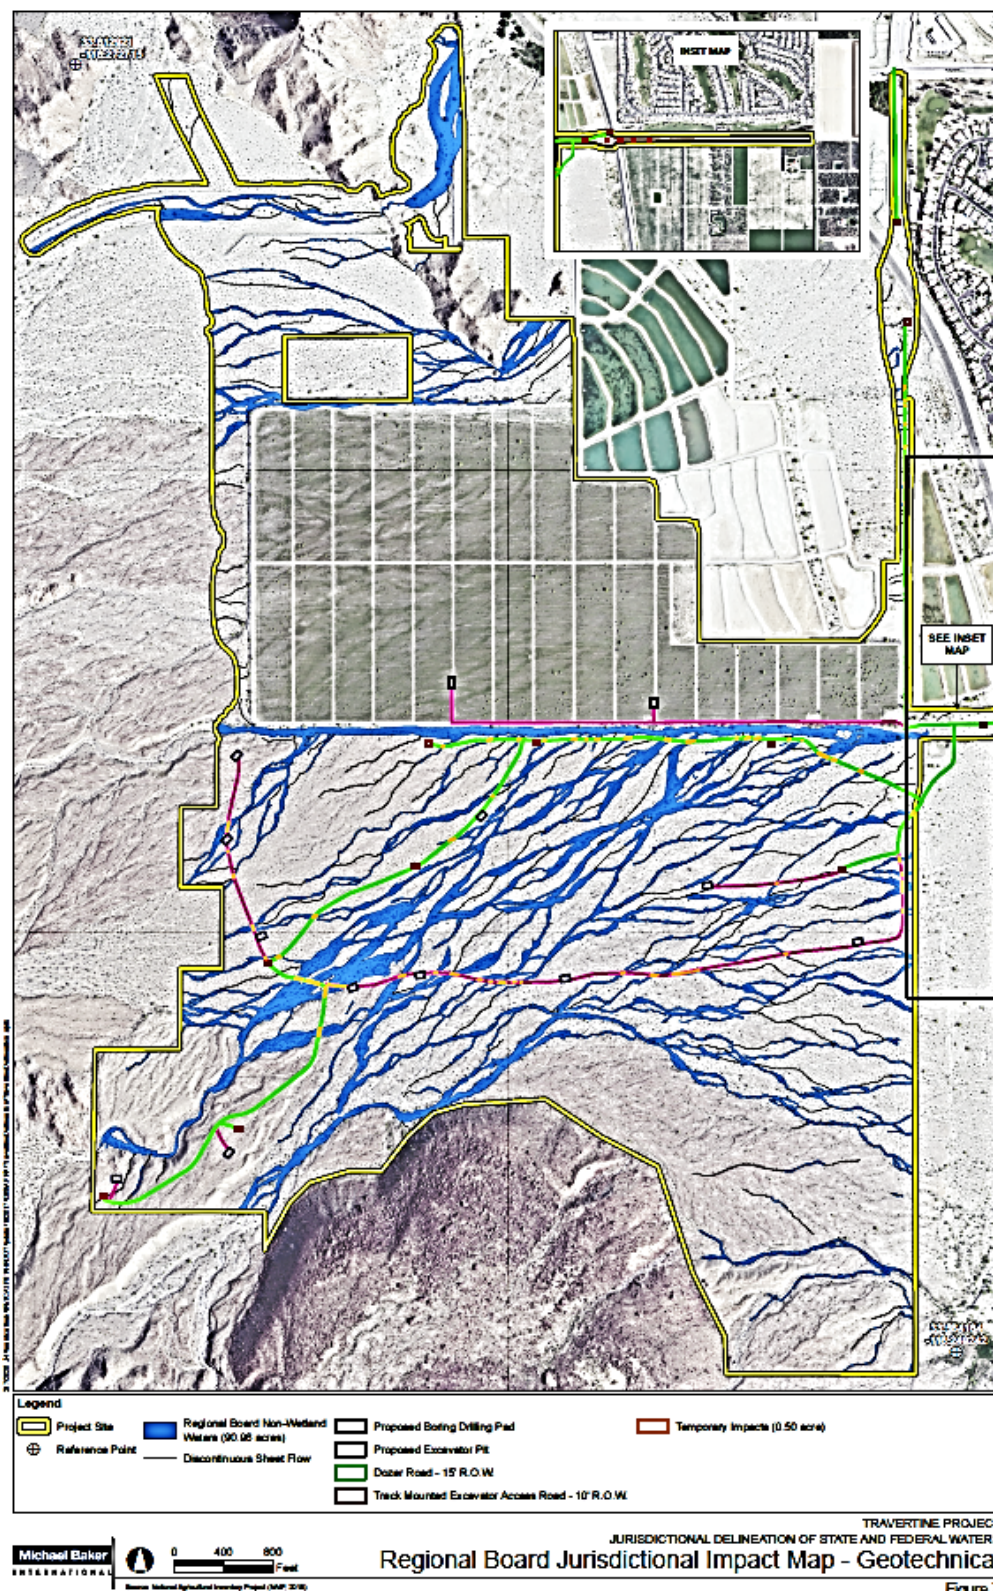 INSET MAP
SEE INSET
MAP
Legend
Project Site
Reference Point
Regional Board Non-Wetland
Waters (90.96 acres)
Discontinuous Sheet Flow
Proposed Boring Drilling Pad
Proposed Excavator Pit
Dozer Road - 15' R.O.W.
Track Mounted Excavator Access Road - 10' R.O.W.
Temporary Impacts (0.50 acre)
Michael Baker
INTERNATIONAL
0 400 800
Feet
TRAVERTINE PROJEC
JURISDICTIONAL DELINEATION OF STATE AND FEDERAL WATER
Regional Board Jurisdictional Impact Map - Geotechnica
Figure